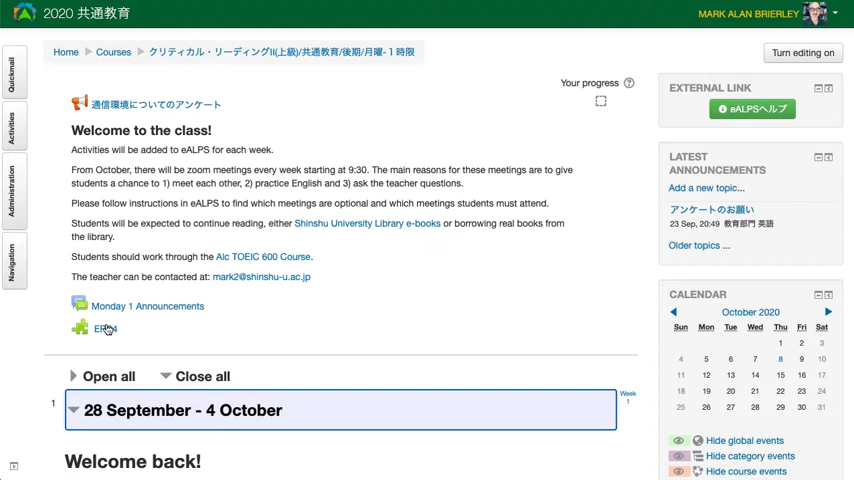 2020 共通教育
MARK ALAN BRIERLEY
Home ▶ Courses ▶ クリティカル・リーディングII(上級)/共通教育/後期/月曜-１時限
Turn editing on
Quickmail
Activities
Administration
Navigation
Your progress
通信環境についてのアンケート
Welcome to the class!
Activities will be added to eALPS for each week.
From October, there will be zoom meetings every week starting at 9:30. The main reasons for these meetings are to give
students a chance to 1) meet each other, 2) practice English and 3) ask the teacher questions.
Please follow instructions in eALPS to find which meetings are optional and which meetings students must attend.
Students will be expected to continue reading, either Shinshu University Library e-books or borrowing real books from
the library.
Students should work through the Alc TOEIC 600 Course.
The teacher can be contacted at: mark2@shinshu-u.ac.jp
Monday 1 Announcements
Open all
Close all
1
28 September - 4 October
Week
1
Welcome back!
EXTERNAL LINK
eALPSヘルプ
LATEST
ANNOUNCEMENTS
Add a new topic...
アンケートのお願い
23 Sep, 20:49 教育部門 英語
Older topics ...
CALENDAR
October 2020
Sun Mon Tue Wed Thu Fri Sat
1 2 3
4 5 6 7 8 9 10
11 12 13 14 15 16 17
18 19 20 21 22 23 24
25 26 27 28 29 30 31
Hide global events
Hide category events
Hide course events